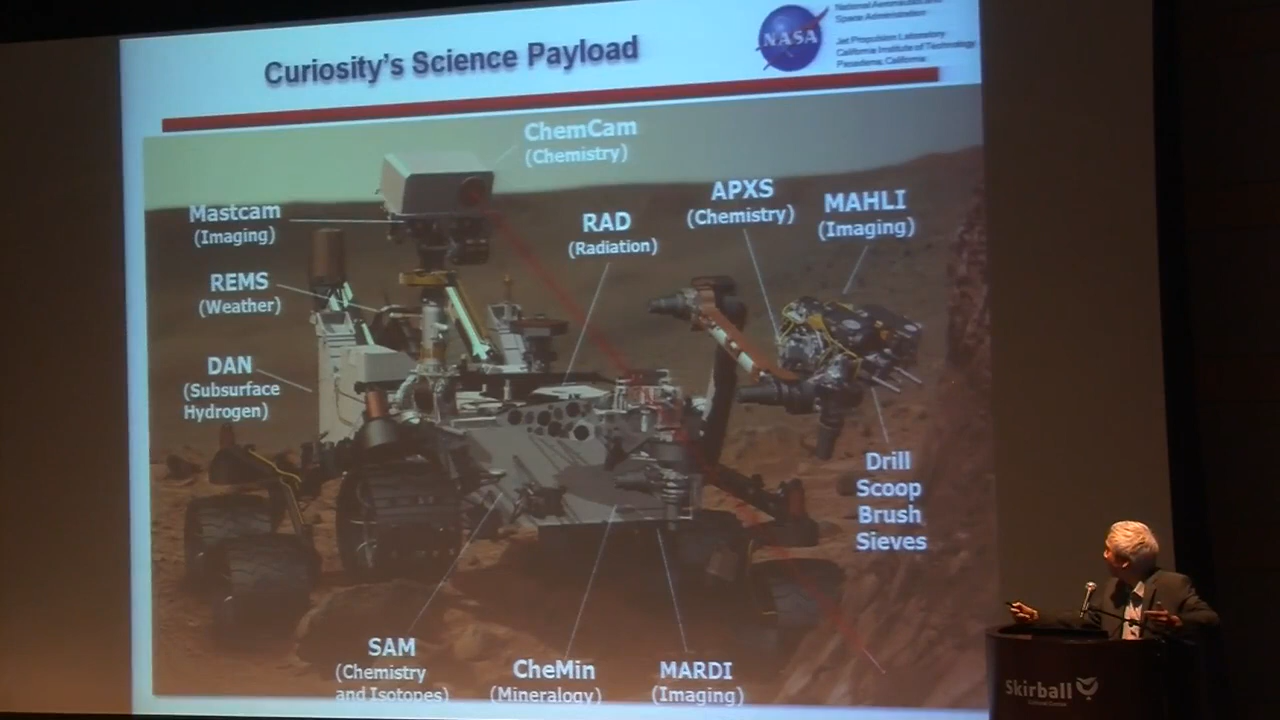 National Aeronautics and
Space Administration
Jet Propulsion Laboratory
California Institute of Technology
Pasadena, California
NASA
Curiosity's Science Payload
ChemCam
(Chemistry)
Mastcam
(Imaging)
RAD
(Radiation)
APXS
(Chemistry)
MAHLI
(Imaging)
REMS
(Weather)
DAN
(Subsurface
Hydrogen)
Drill
Scoop
Brush
Sieves
SAM
(Chemistry
and Isotopes)
CheMin
(Mineralogy)
MARDI
(Imaging)
Skirball
Cultural Center